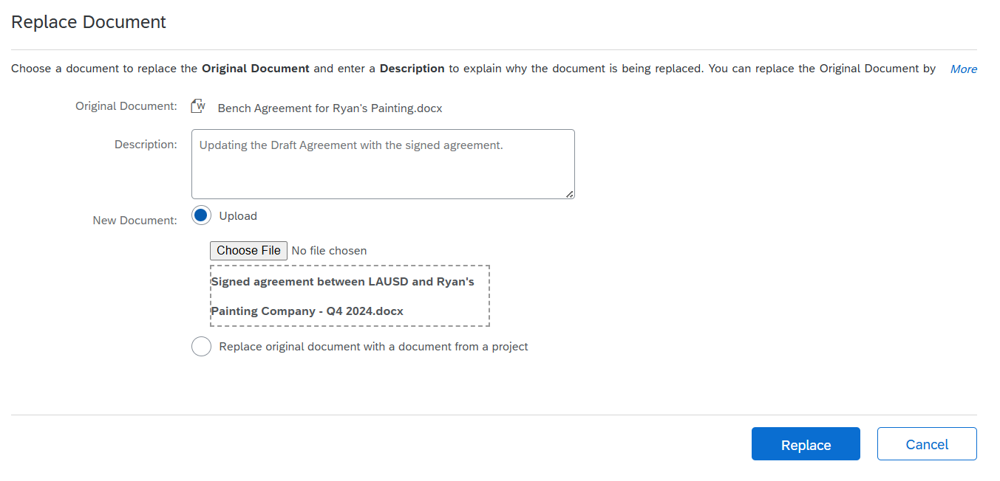 Replace Document
Choose a document to replace the Original Document and enter a Description to explain why the document is being replaced. You can replace the Original Document by More
Original Document: W Bench Agreement for Ryan's Painting.docx
Description: Updating the Draft Agreement with the signed agreement.
New Document: Upload
Choose File No file chosen
Signed agreement between LAUSD and Ryan's
Painting Company - Q4 2024.docx
Replace original document with a document from a project
Replace Cancel